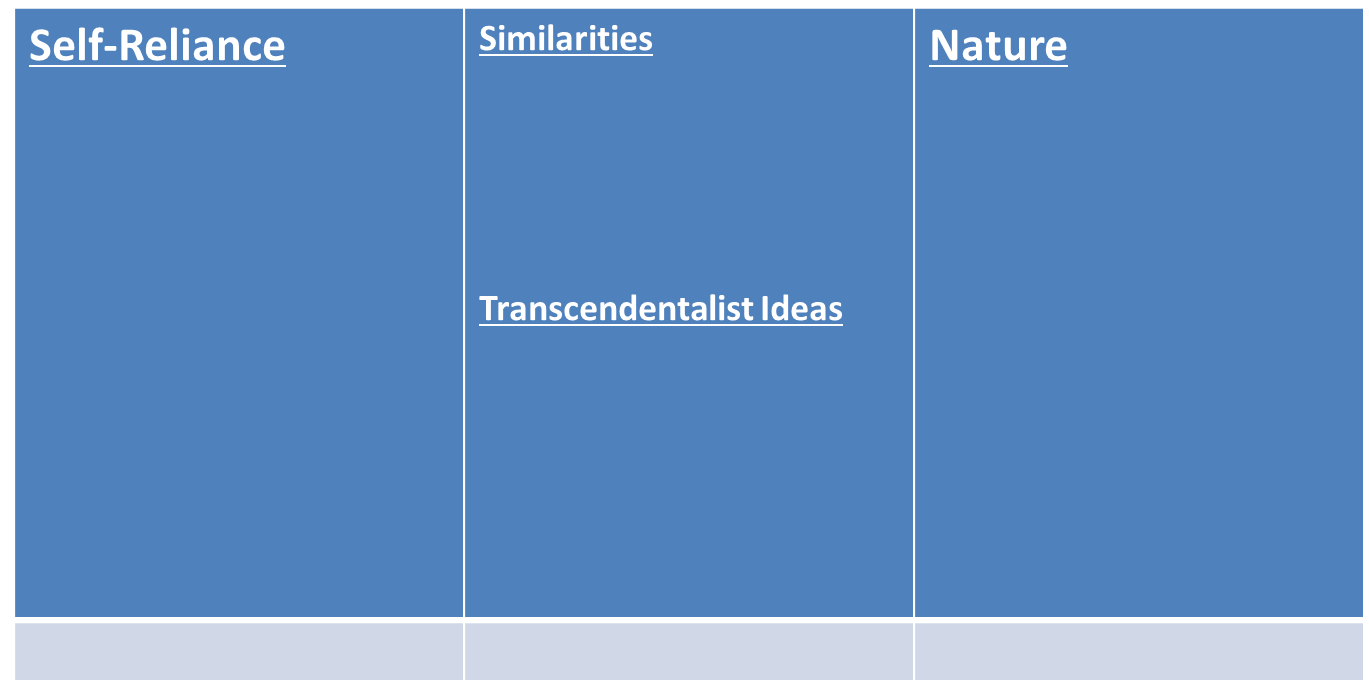 Self-Reliance
Similarities
Transcendentalist Ideas
Nature